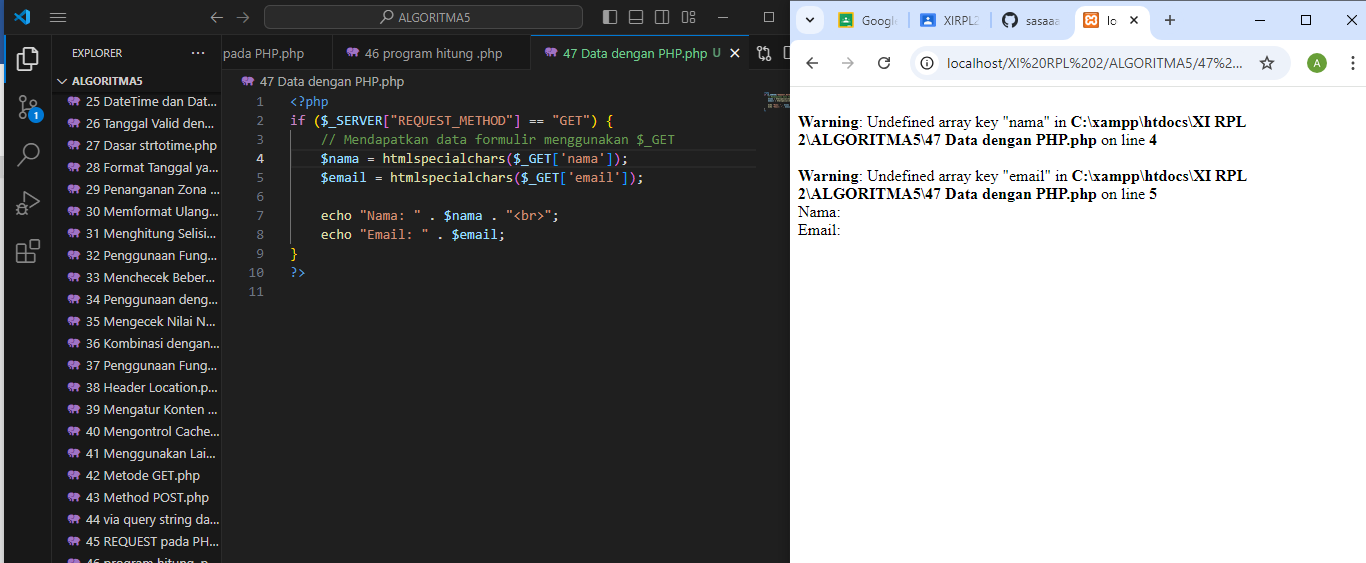 ALGORITMA5
EXPLORER
ALGORITMA5
25 DateTime dan Dat...
26 Tanggal Valid den...
27 Dasar strtotime.php
28 Format Tanggal ya...
29 Penanganan Zona ...
30 Memformat Ulang...
31 Menghitung Selisi...
32 Penggunaan Fung...
33 Menchecek Beber...
34 Penggunaan deng...
35 Mengecek Nilai N...
36 Kombinasi dengan...
37 Penggunaan Fung...
38 Header Location.p...
39 Mengatur Konten ...
40 Mengontrol Cache...
41 Menggunakan Lai...
42 Metode GET.php
43 Method POST.php
44 via query string da...
45 REQUEST pada PH...
46 program hitung .p...
1
pada PHP.php
46 program hitung .php
47 Data dengan PHP.php U
47 Data dengan PHP.php
1 <?php
2 if ($_SERVER["REQUEST_METHOD"] == "GET") {
3 // Mendapatkan data formulir menggunakan $_GET
4 $nama = htmlspecialchars($_GET['nama']);
5 $email = htmlspecialchars($_GET['email']);
6
7 echo "Nama: " . $nama . "<br>";
8 echo "Email: " . $email;
9 }
10 ?>
11
Google
XIRPL2
sasaaa
lo
localhost/XI%20RPL%202/ALGORITMA5/47%2...
A
Warning: Undefined array key "nama" in C:\xampp\htdocs\XI RPL
2\ALGORITMA5\47 Data dengan PHP.php on line 4
Warning: Undefined array key "email" in C:\xampp\htdocs\XI RPL
2\ALGORITMA5\47 Data dengan PHP.php on line 5
Nama:
Email: